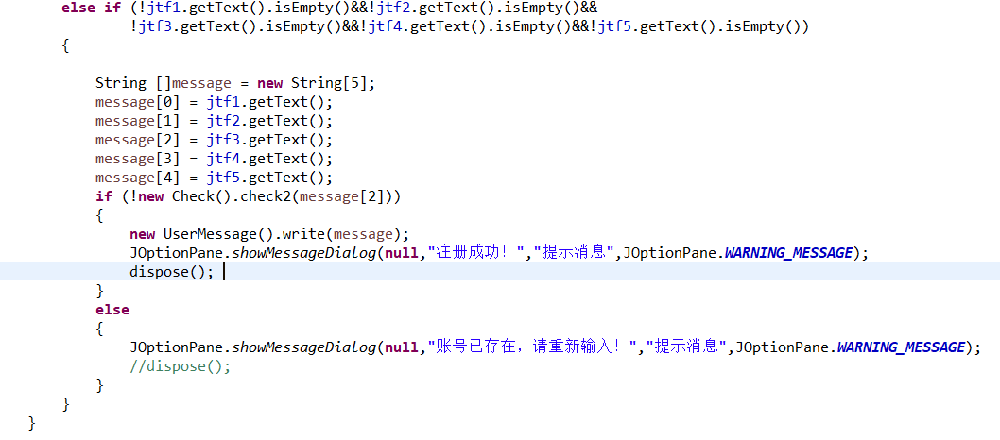 else if (!jtf1.getText().isEmpty()&&!jtf2.getText().isEmpty()&&
!jtf3.getText().isEmpty()&&!jtf4.getText().isEmpty()&&!jtf5.getText().isEmpty())
{
String []message = new String[5];
message[0] = jtf1.getText();
message[1] = jtf2.getText();
message[2] = jtf3.getText();
message[3] = jtf4.getText();
message[4] = jtf5.getText();
if (!new Check().check2(message[2]))
{
new UserMessage().write(message);
JOptionPane.showMessageDialog(null,"注册成功！","提示消息",JOptionPane.WARNING_MESSAGE);
dispose();
}
else
{
JOptionPane.showMessageDialog(null,"账号已存在，请重新输入！","提示消息",JOptionPane.WARNING_MESSAGE);
//dispose();
}
}
}